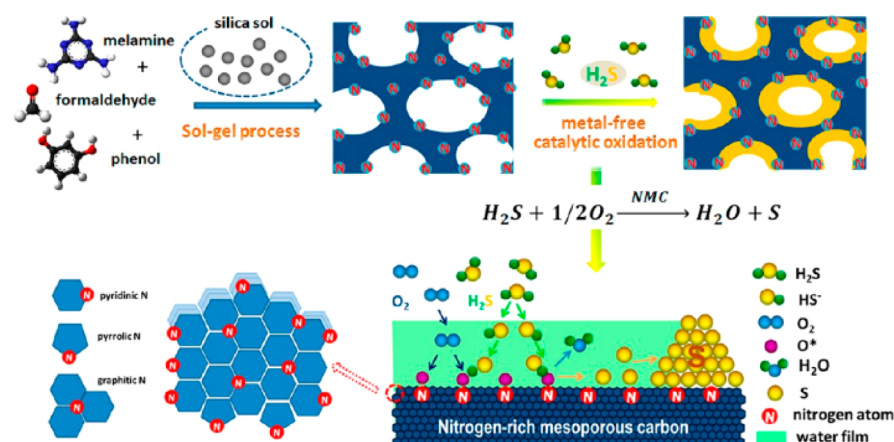 silica sol
melamine
+
formaldehyde
+
phenol
Sol-gel process
N N N N N N N N N N N N N N N N N N N N
H₂S
metal-free
catalytic oxidation
H₂S + 1/2O₂ —NMC→ H₂O + S
pyridinic N
N
pyrrolic N
N
graphitic N
N
N N N N N N N N N N
O₂
H₂S
S
N N N N N N N N
Nitrogen-rich mesoporous carbon
H₂S
HS⁻
O₂
O*
H₂O
S
N nitrogen atom
water film